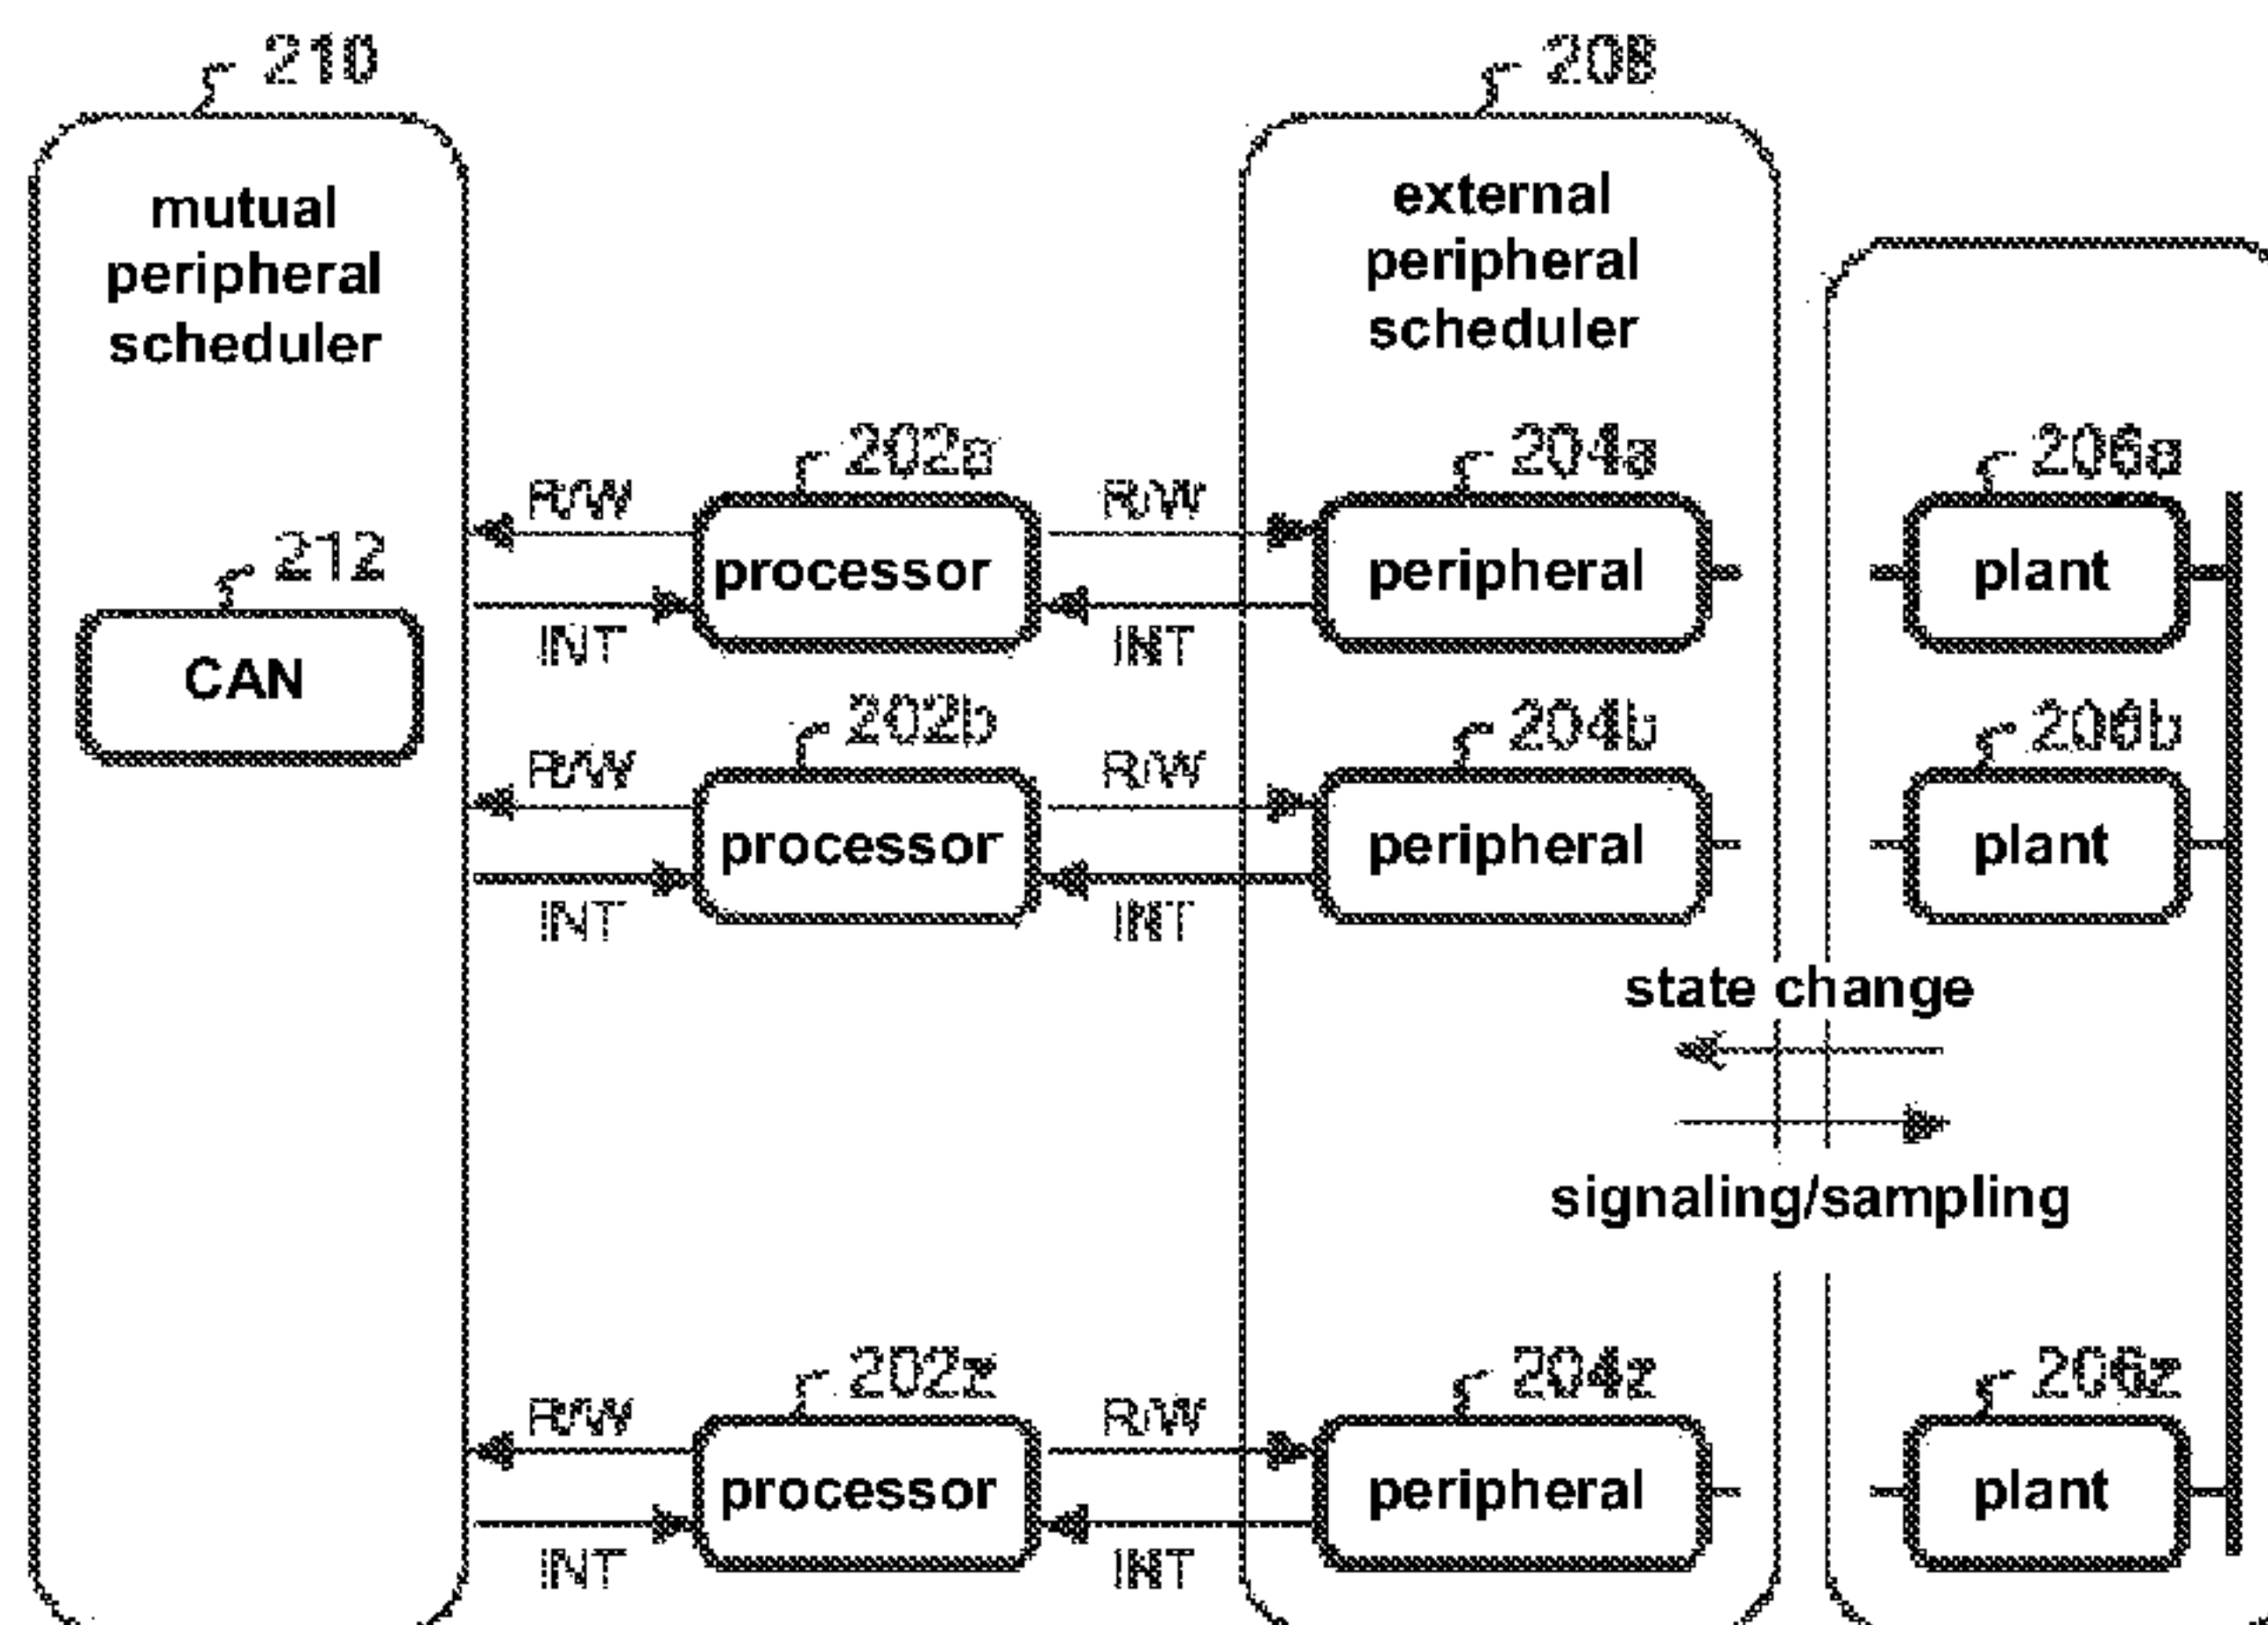 210
208
mutual
peripheral
scheduler
external
peripheral
scheduler
202a
204a
206a
R/W
R/W
212
processor
peripheral
plant
CAN
INT
INT
202b
204b
206b
R/W
R/W
processor
peripheral
plant
INT
INT
state change
signaling/sampling
202z
204z
206z
R/W
R/W
processor
peripheral
plant
INT
INT